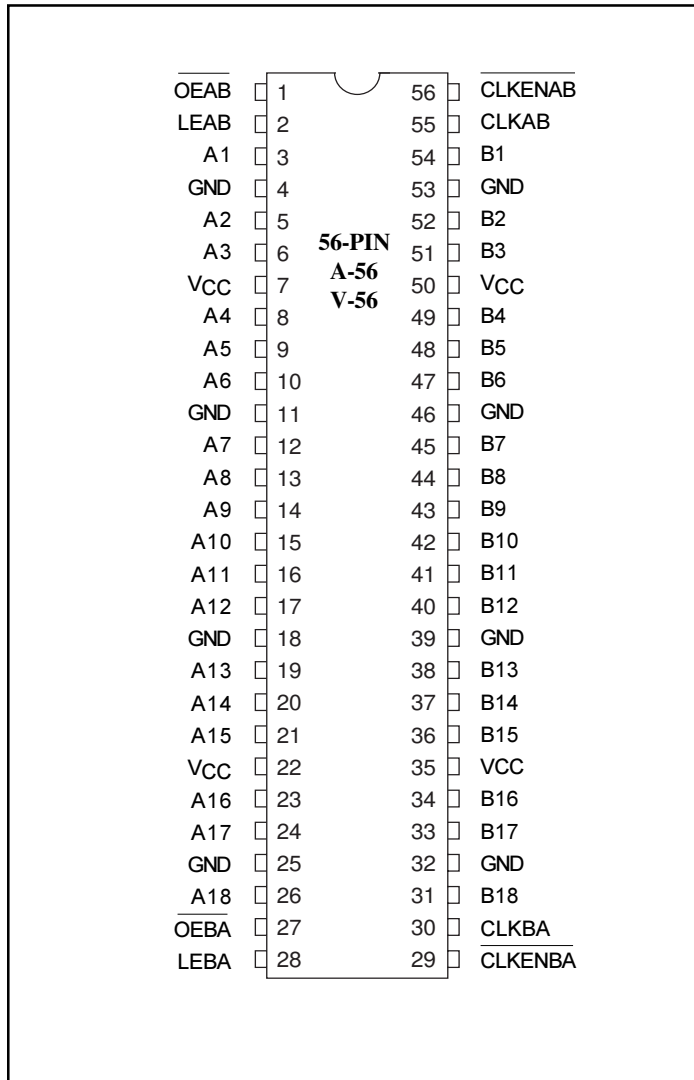 OEAB 1 56 CLKENAB
LEAB 2 55 CLKAB
A1 3 54 B1
GND 4 53 GND
A2 5 52 B2
A3 6 56-PIN 51 B3
VCC 7 A-56 50 VCC
A4 8 V-56 49 B4
A5 9 48 B5
A6 10 47 B6
GND 11 46 GND
A7 12 45 B7
A8 13 44 B8
A9 14 43 B9
A10 15 42 B10
A11 16 41 B11
A12 17 40 B12
GND 18 39 GND
A13 19 38 B13
A14 20 37 B14
A15 21 36 B15
VCC 22 35 VCC
A16 23 34 B16
A17 24 33 B17
GND 25 32 GND
A18 26 31 B18
OEBA 27 30 CLKBA
LEBA 28 29 CLKENBA